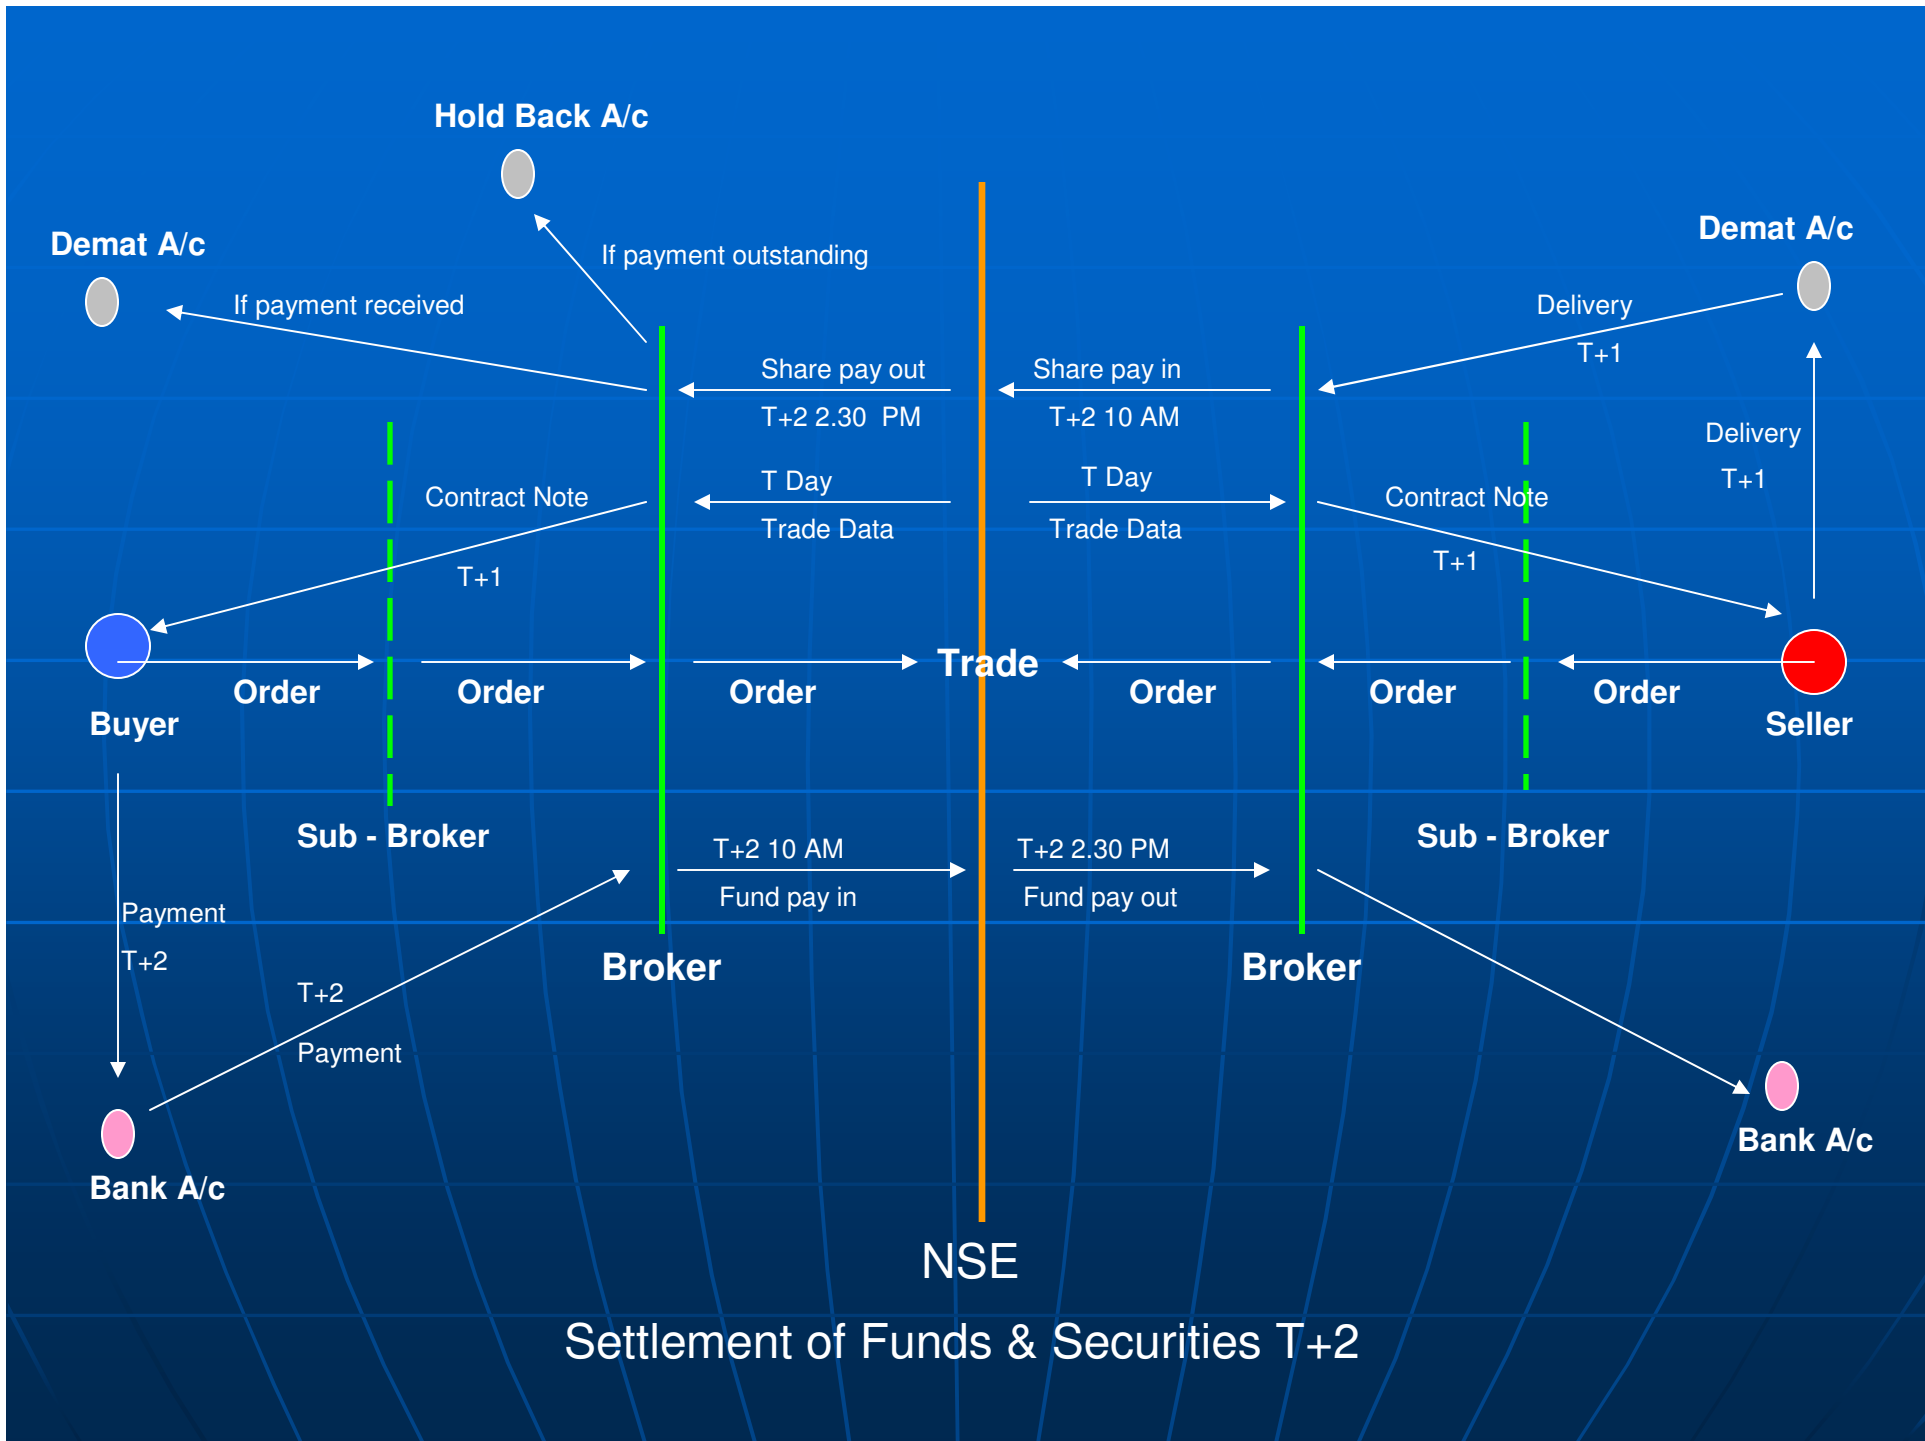 Hold Back A/c
Demat A/c
Demat A/c
If payment outstanding
If payment received
Delivery
T+1
Share pay out
T+2 2.30  PM
Share pay in
T+2 10 AM
Delivery
T+1
T Day
Trade Data
T Day
Trade Data
Contract Note
T+1
Contract Note
T+1
Trade
Order
Order
Order
Order
Order
Order
Buyer
Seller
Sub - Broker
Sub - Broker
T+2 10 AM
Fund pay in
T+2 2.30 PM
Fund pay out
Payment
T+2
Broker
Broker
T+2
Payment
Bank A/c
Bank A/c
NSE
Settlement of Funds & Securities T+2